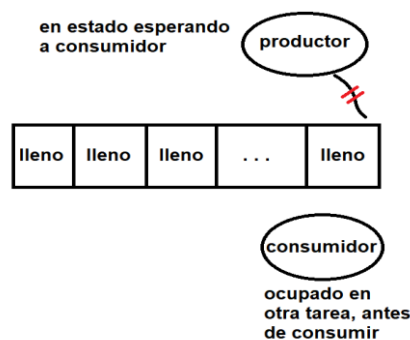 en estado esperando
a consumidor
productor
lleno lleno lleno . . . lleno
consumidor
ocupado en
otra tarea, antes
de consumir